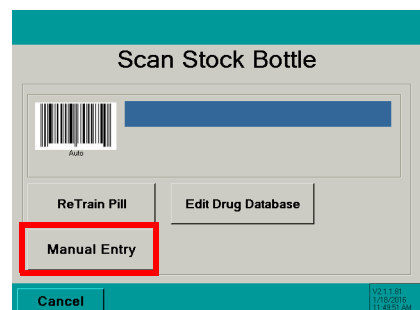 Scan Stock Bottle
Auto
ReTrain Pill
Edit Drug Database
Manual Entry
Cancel
V2.1.1.81
1/18/2016
11:49:51 AM